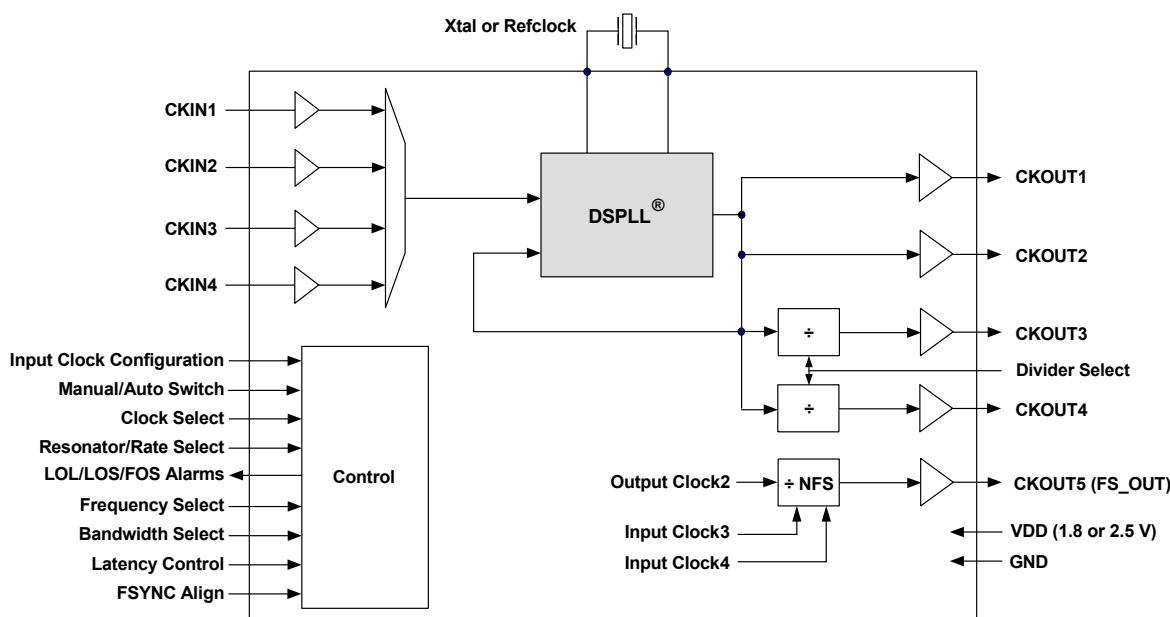 Xtal or Refclock
CKIN1
CKIN2
CKIN3
CKIN4
DSPLL®
CKOUT1
CKOUT2
÷
CKOUT3
Divider Select
÷
CKOUT4
Input Clock Configuration
Manual/Auto Switch
Clock Select
Resonator/Rate Select
LOL/LOS/FOS Alarms
Frequency Select
Bandwidth Select
Latency Control
FSYNC Align
Control
Output Clock2
÷ NFS
CKOUT5 (FS_OUT)
Input Clock3
Input Clock4
VDD (1.8 or 2.5 V)
GND